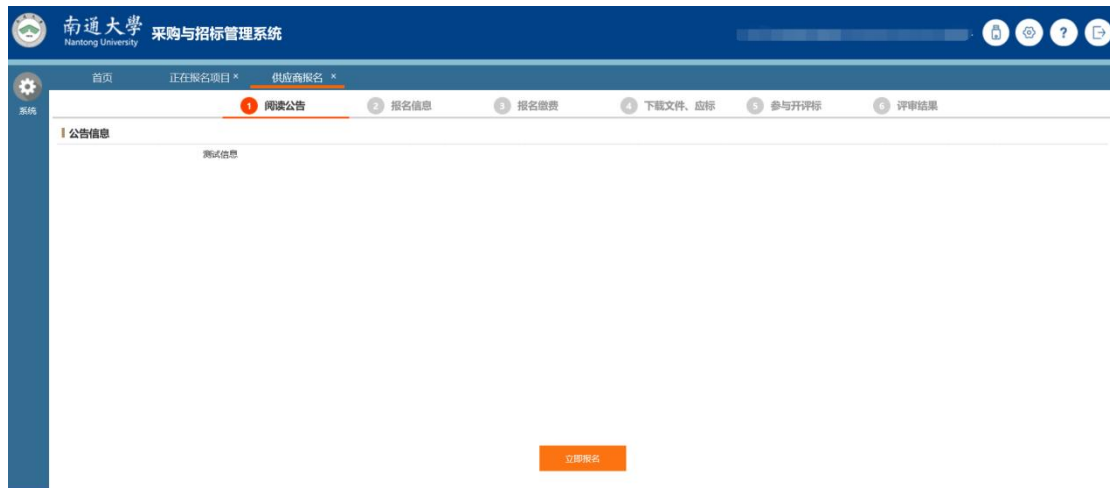 南通大學 采购与招标管理系统
Nantong University
首页 正在报名项目 × 供应商报名 ×
系统
1 阅读公告 2 报名信息 3 报名缴费 4 下载文件、应标 5 参与开评标 6 评审结果
公告信息
测试信息
立即报名